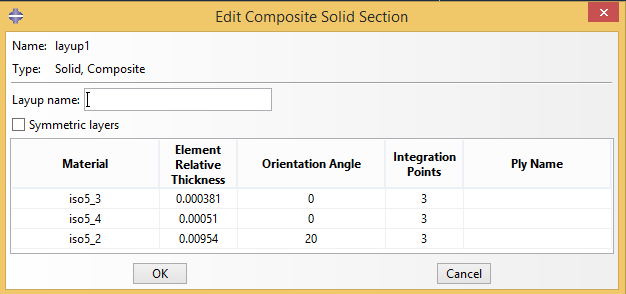 Edit Composite Solid Section
Name: layup1
Type: Solid, Composite
Layup name:
Symmetric layers
Material Element Relative Thickness Orientation Angle Integration Points Ply Name
iso5_3 0.000381 0 3
iso5_4 0.00051 0 3
iso5_2 0.00954 20 3
OK Cancel